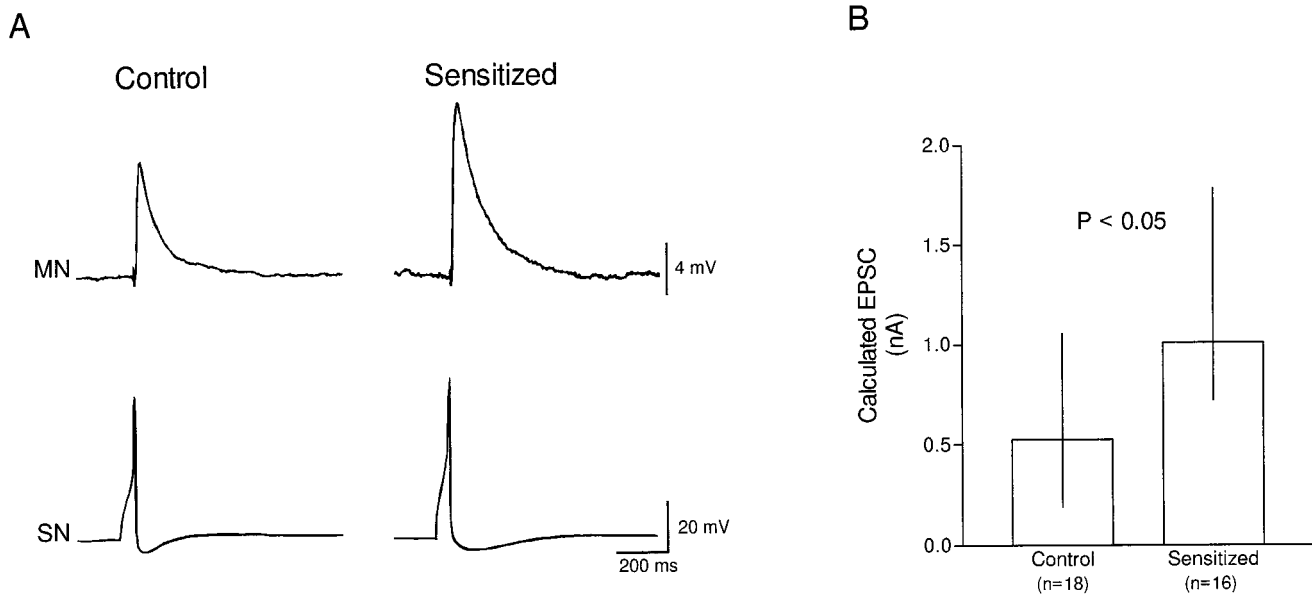 A
Control
Sensitized
MN
4 mV
SN
20 mV
200 ms
B
Calculated EPSC
(nA)
2.0
1.5
1.0
0.5
0.0
P < 0.05
Control
(n=18)
Sensitized
(n=16)